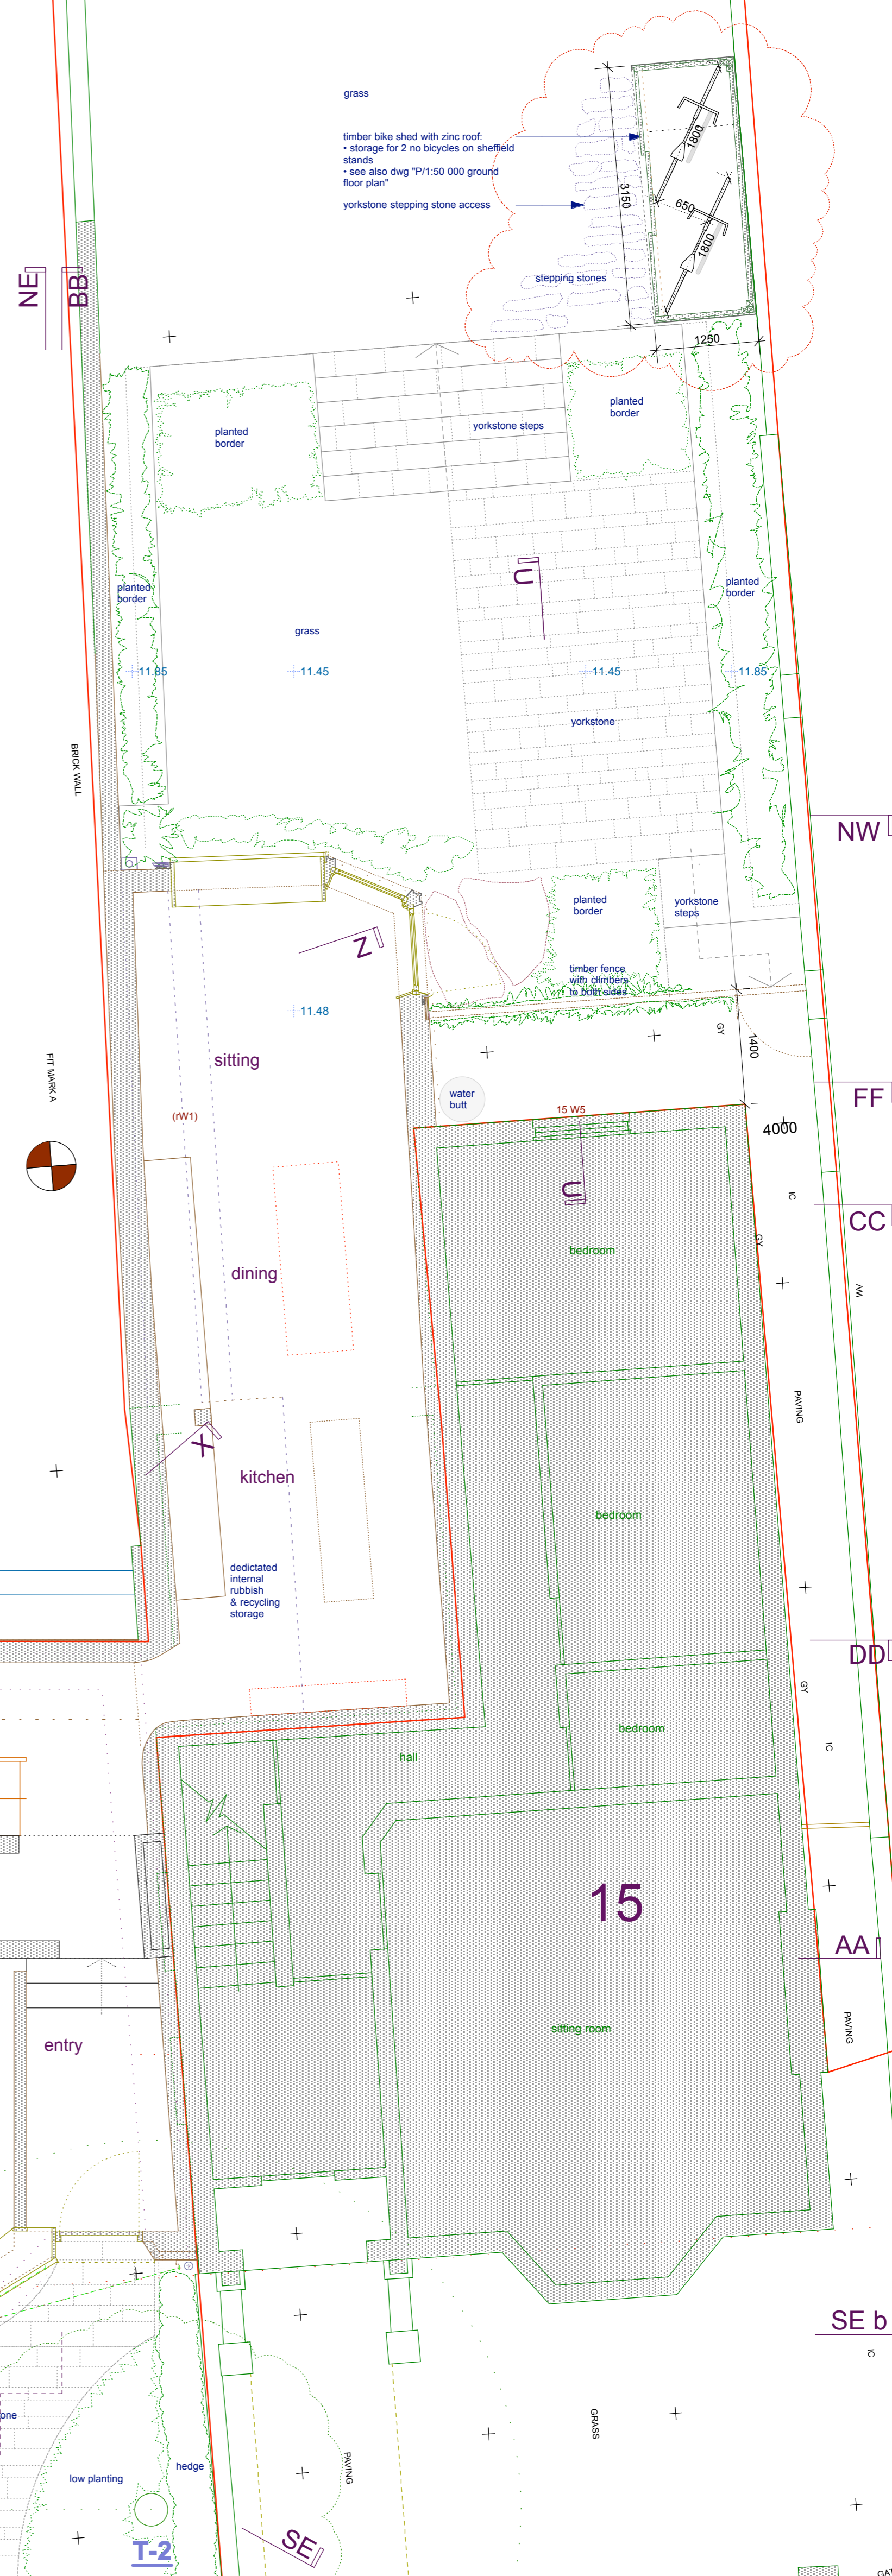 grass
timber bike shed with zinc roof:
• storage for 2 no bicycles on sheffield
stands
• see also dwg "P/1:50 000 ground
floor plan"
yorkstone stepping stone access
1800
3150
650
1800
stepping stones
NE
BB
1250
planted
border
yorkstone steps
planted
border
U
planted
border
planted
border
grass
11.85
11.45
11.45
11.85
yorkstone
BRICK WALL
NW
planted
border
yorkstone
steps
Z
timber fence
with climbers
to both sides
11.48
GY
1400
sitting
FIT MARK A
water
butt
(rW1)
15 W5
FF
4000
U
IC
CC
GY
bedroom
dining
WV
PAVING
X
kitchen
bedroom
dedictated
internal
rubbish
& recycling
storage
DD
GY
bedroom
IC
hall
15
AA
PAVING
sitting room
entry
SE b
IC
one
GRASS
PAVING
hedge
low planting
SE
T-2